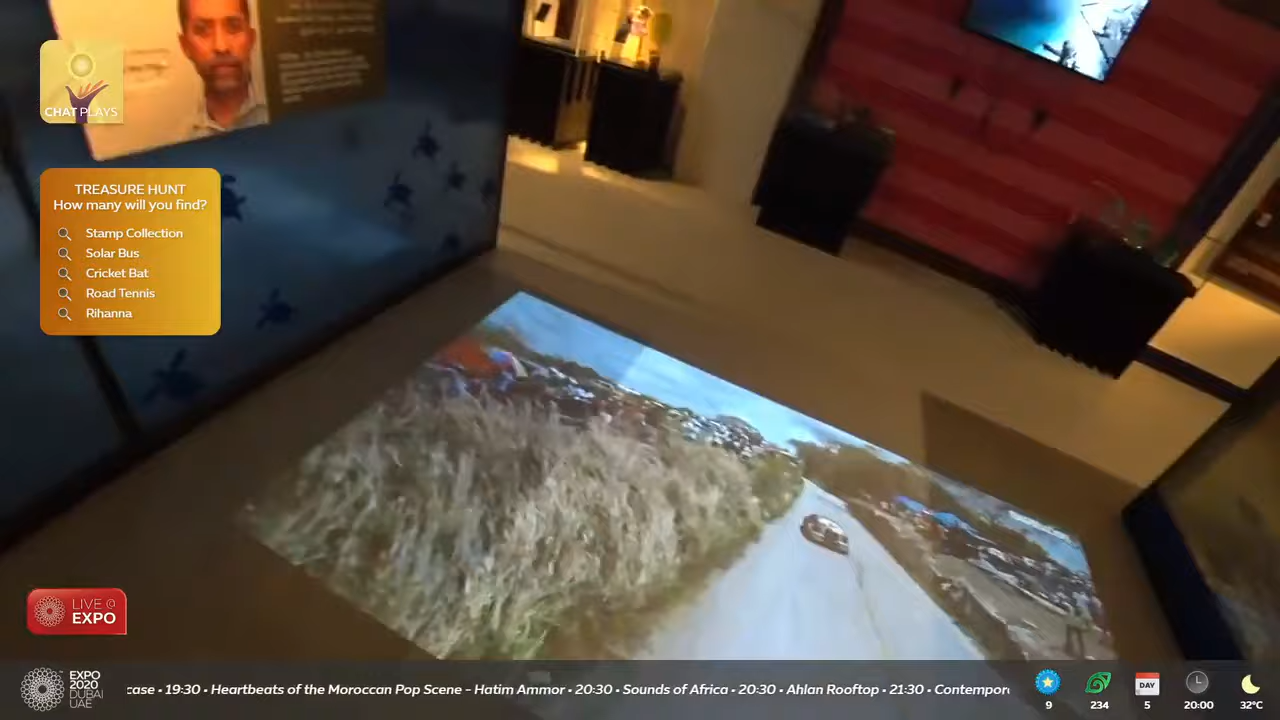 CHAT PLAYS
TREASURE HUNT
How many will you find?
Stamp Collection
Solar Bus
Cricket Bat
Road Tennis
Rihanna
LIVE @
EXPO
EXPO
2020
DUBAI
UAE
case • 19:30 • Heartbeats of the Moroccan Pop Scene - Hatim Ammor • 20:30 • Sounds of Africa • 20:30 • Ahlan Rooftop • 21:30 • Contempor
DAY
9
234
5
20:00
32°C